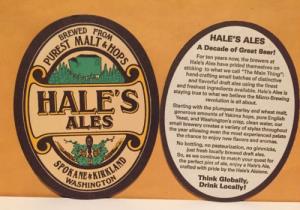 BREWED FROM
PUREST MALT & HOPS
HALE'S
ALES
SPOKANE & KIRKLAND
WASHINGTON
HALE'S ALES
A Decade of Great Beer!
For ten years now, the brewers at
Hale's Ales have prided themselves on
sticking to what we call "The Main Thing":
hand-crafting small batches of distinctive
and flavorful draft ales using the finest
and freshest ingredients available. Hale's Ales is
staying true to what we believe the Micro-Brewing
revolution is all about.
Starting with the plumpest barley and wheat malt,
generous amounts of Yakima hops, pure English
Yeast, and Washington's crisp, clean water, our
small brewery creates a variety of styles throughout
the year allowing even the most experienced palate
the chance to enjoy new flavors and aromas.
No bottling, no pasteurization, no gimmicks,
just fresh locally brewed draft ales.
So, as we continue to match your quest for
the perfect pint of ale, enjoy a Hale's Ale,
crafted with pride by the Hale's Aliens.
Think Globally,
Drink Locally!